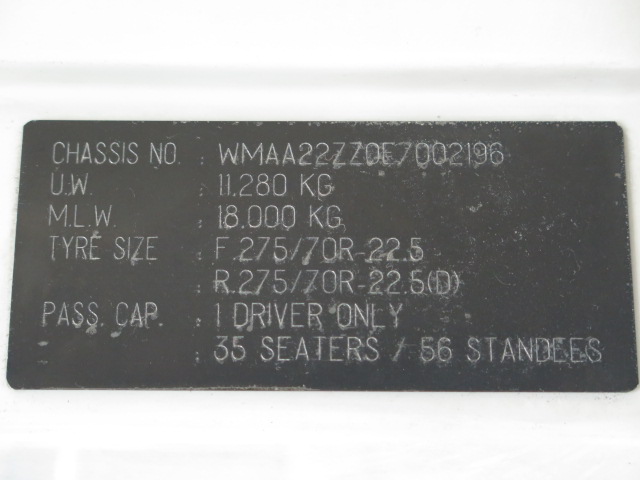 CHASSIS NO. : WMAA22ZZ0E7002196
U.W. : 11.280 KG
M.L.W. : 18.000 KG
TYRE SIZE : F.275/70R-22.5
: R.275/70R-22.5(D)
PASS. CAP. : 1 DRIVER ONLY
: 35 SEATERS / 56 STANDEES